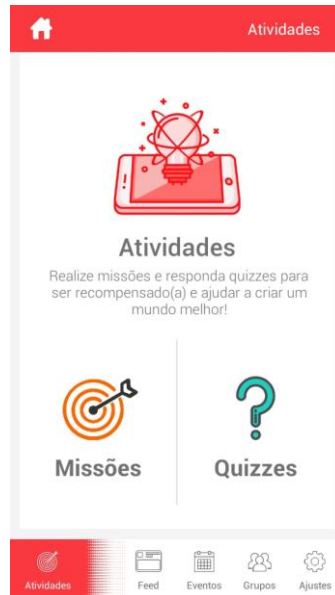 Atividades
Atividades
Realize missões e responda quizzes para
ser recompensado(a) e ajudar a criar um
mundo melhor!
Missões
Quizzes
Atividades
Feed
Eventos
Grupos
Ajustes